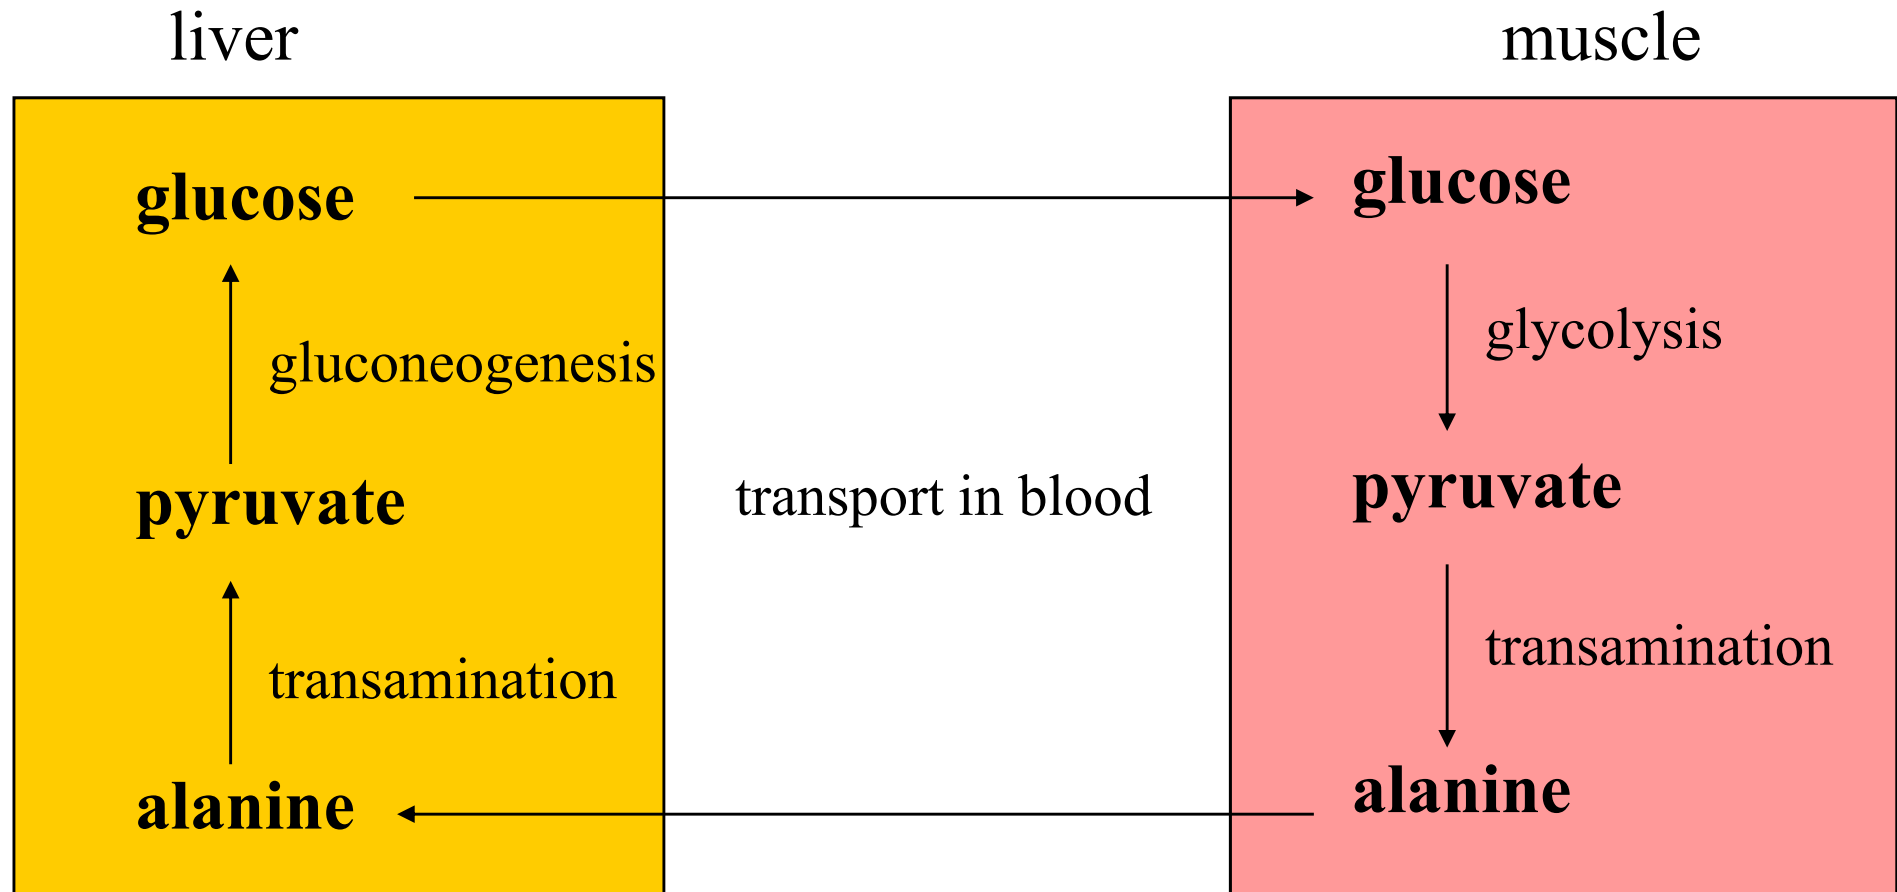 liver
muscle
glucose
glucose
gluconeogenesis
glycolysis
pyruvate
transport in blood
pyruvate
transamination
transamination
alanine
alanine